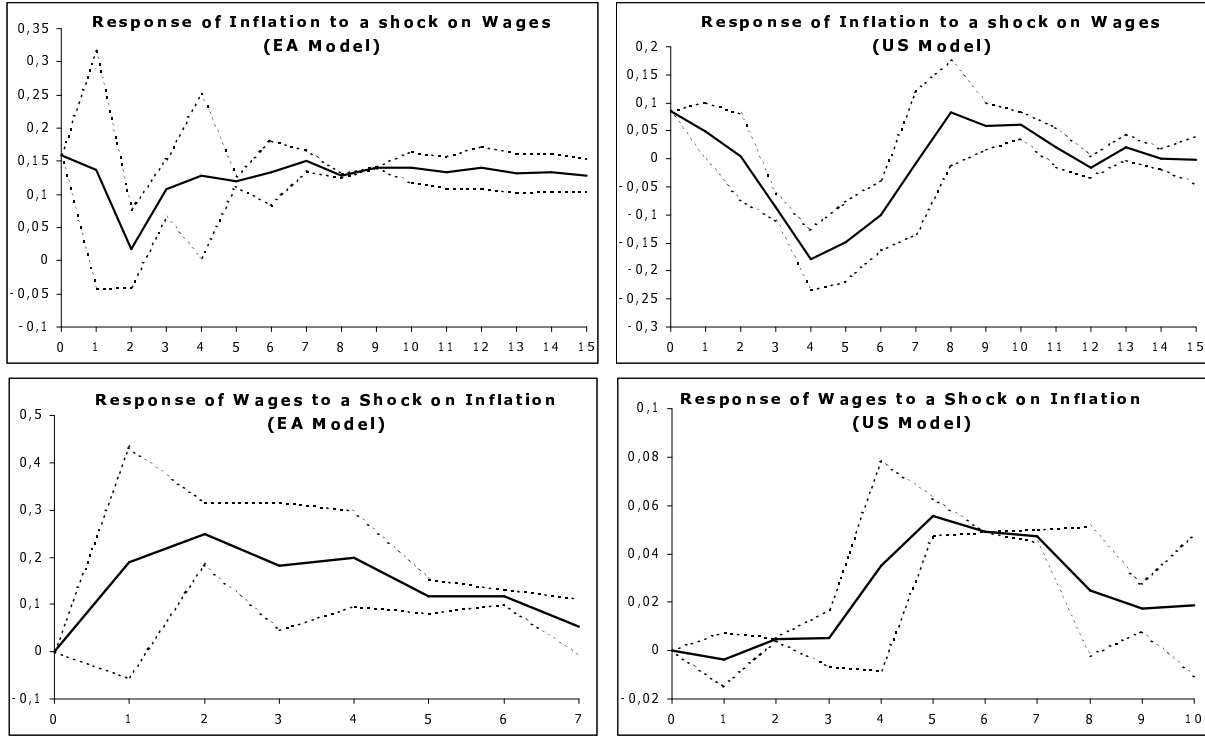 Response of Inflation to a shock on Wages
(EA Model)
0,35
0,3
0,25
0,2
0,15
0,1
0,05
0
-0,05
-0,1
0 1 2 3 4 5 6 7 8 9 10 11 12 13 14 15
Response of Inflation to a shock on Wages
(US Model)
0,2
0,15
0,1
0,05
0
-0,05
-0,1
-0,15
-0,2
-0,25
-0,3
0 1 2 3 4 5 6 7 8 9 10 11 12 13 14 15
Response of Wages to a Shock on Inflation
(EA Model)
0,5
0,4
0,3
0,2
0,1
0
-0,1
0 1 2 3 4 5 6 7
Response of Wages to a Shock on Inflation
(US Model)
0,1
0,08
0,06
0,04
0,02
0
-0,02
0 1 2 3 4 5 6 7 8 9 10